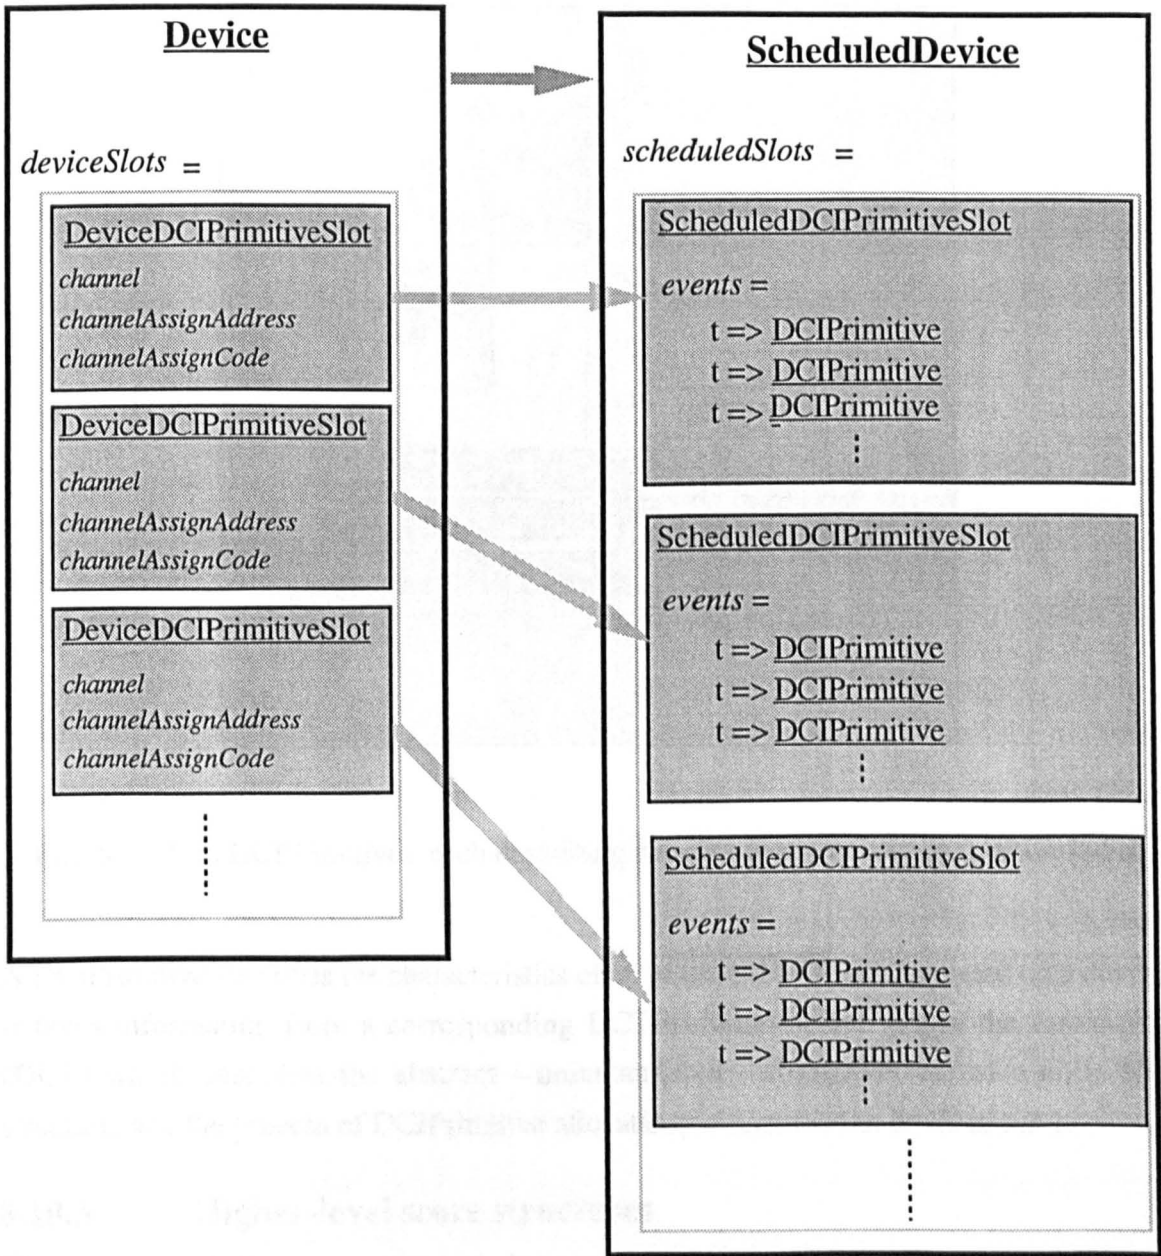 Device
deviceSlots =
DeviceDCIPrimitiveSlot
channel
channelAssignAddress
channelAssignCode
DeviceDCIPrimitiveSlot
channel
channelAssignAddress
channelAssignCode
DeviceDCIPrimitiveSlot
channel
channelAssignAddress
channelAssignCode
ScheduledDevice
scheduledSlots =
ScheduledDCIPrimitiveSlot
events =
t => DCIPrimitive
t => DCIPrimitive
t => DCIPrimitive
ScheduledDCIPrimitiveSlot
events =
t => DCIPrimitive
t => DCIPrimitive
t => DCIPrimitive
ScheduledDCIPrimitiveSlot
events =
t => DCIPrimitive
t => DCIPrimitive
t => DCIPrimitive